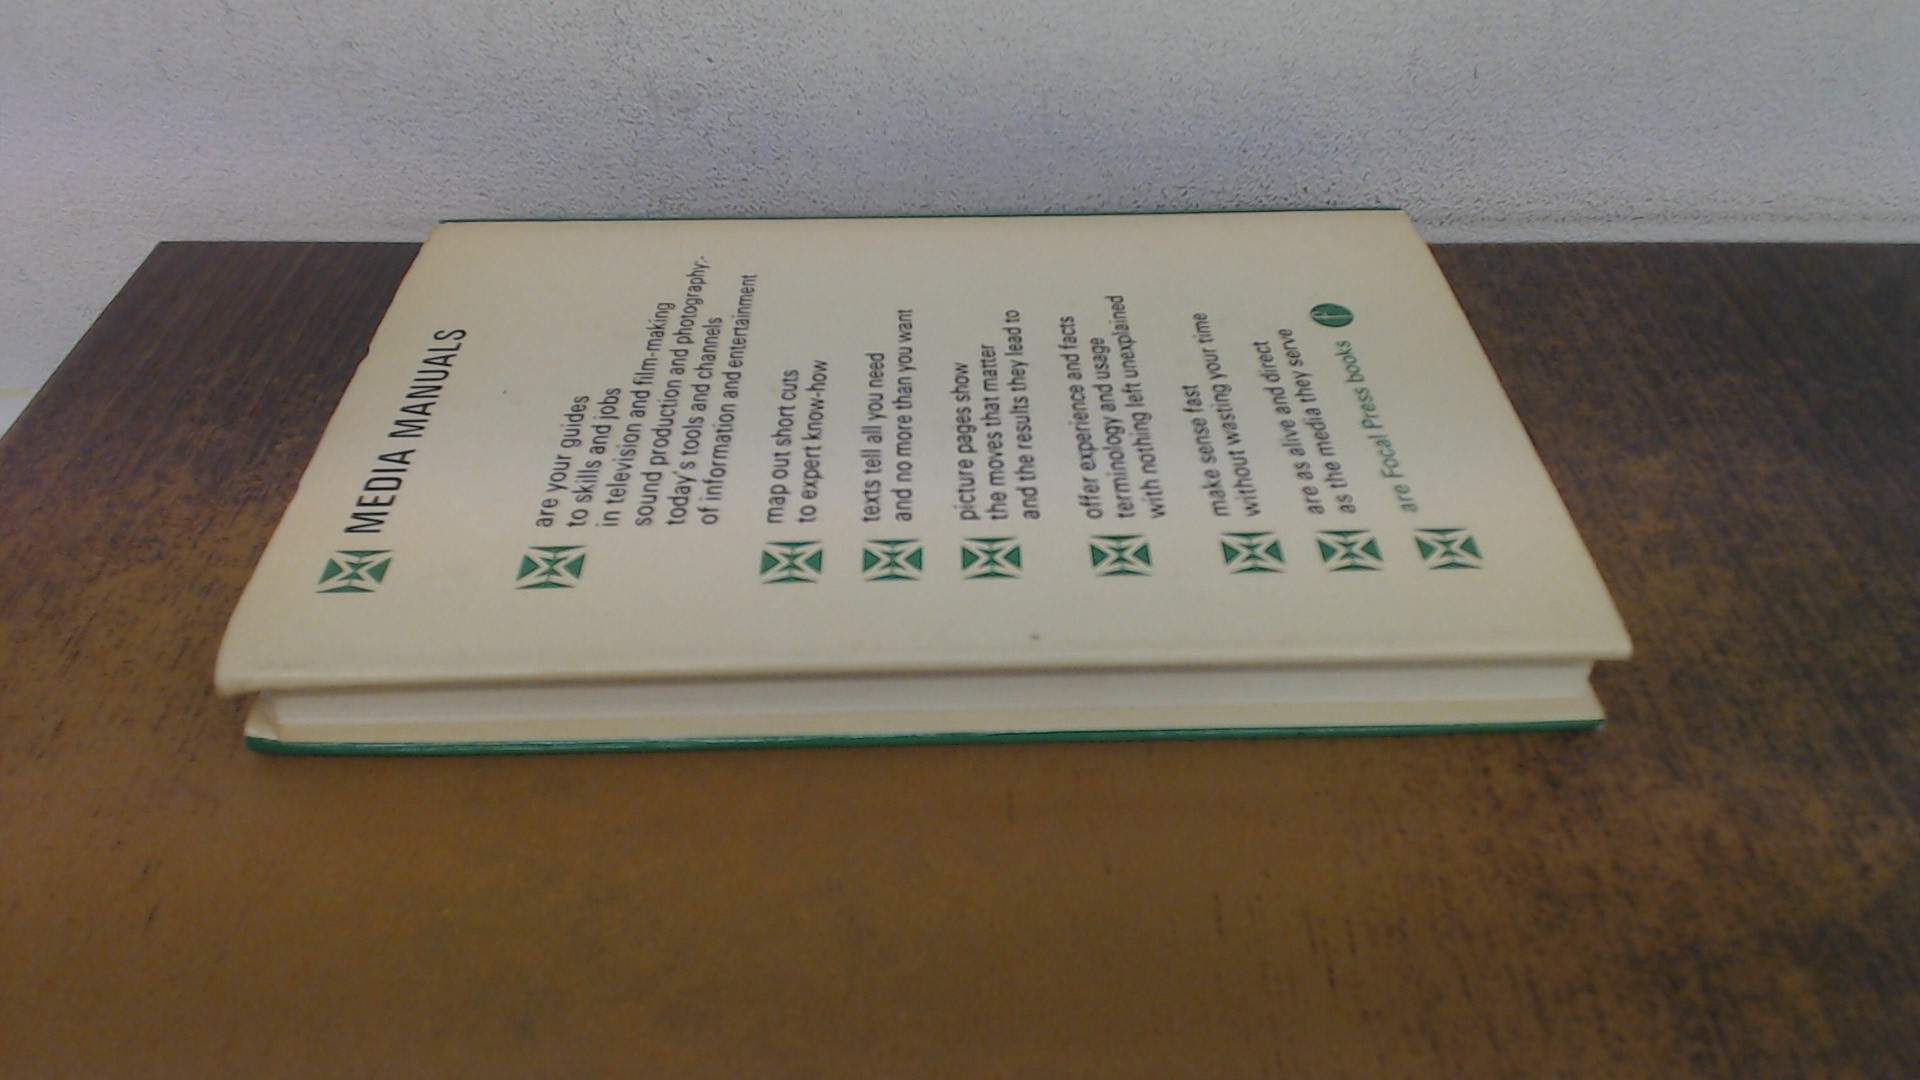 MEDIA MANUALS
are your guides
to skills and jobs
in television and film-making
sound production and photography:-
today's tools and channels
of information and entertainment
map out short cuts
to expert know-how
texts tell all you need
and no more than you want
picture pages show
the moves that matter
and the results they lead to
offer experience and facts
terminology and usage
with nothing left unexplained
make sense fast
without wasting your time
are as alive and direct
as the media they serve
are Focal Press books
f